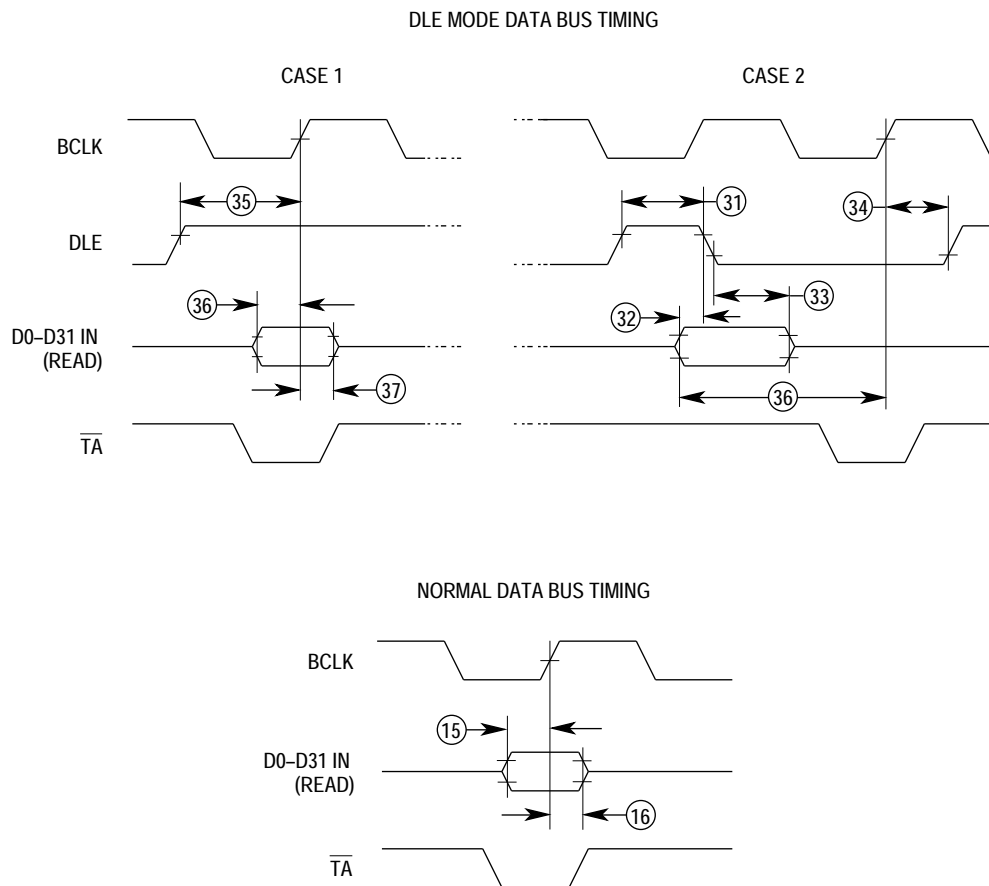 DLE MODE DATA BUS TIMING
CASE 1
CASE 2
BCLK
35
31
34
DLE
36
33
32
D0–D31 IN
(READ)
37
36
TA
NORMAL DATA BUS TIMING
BCLK
15
D0–D31 IN
(READ)
16
TA